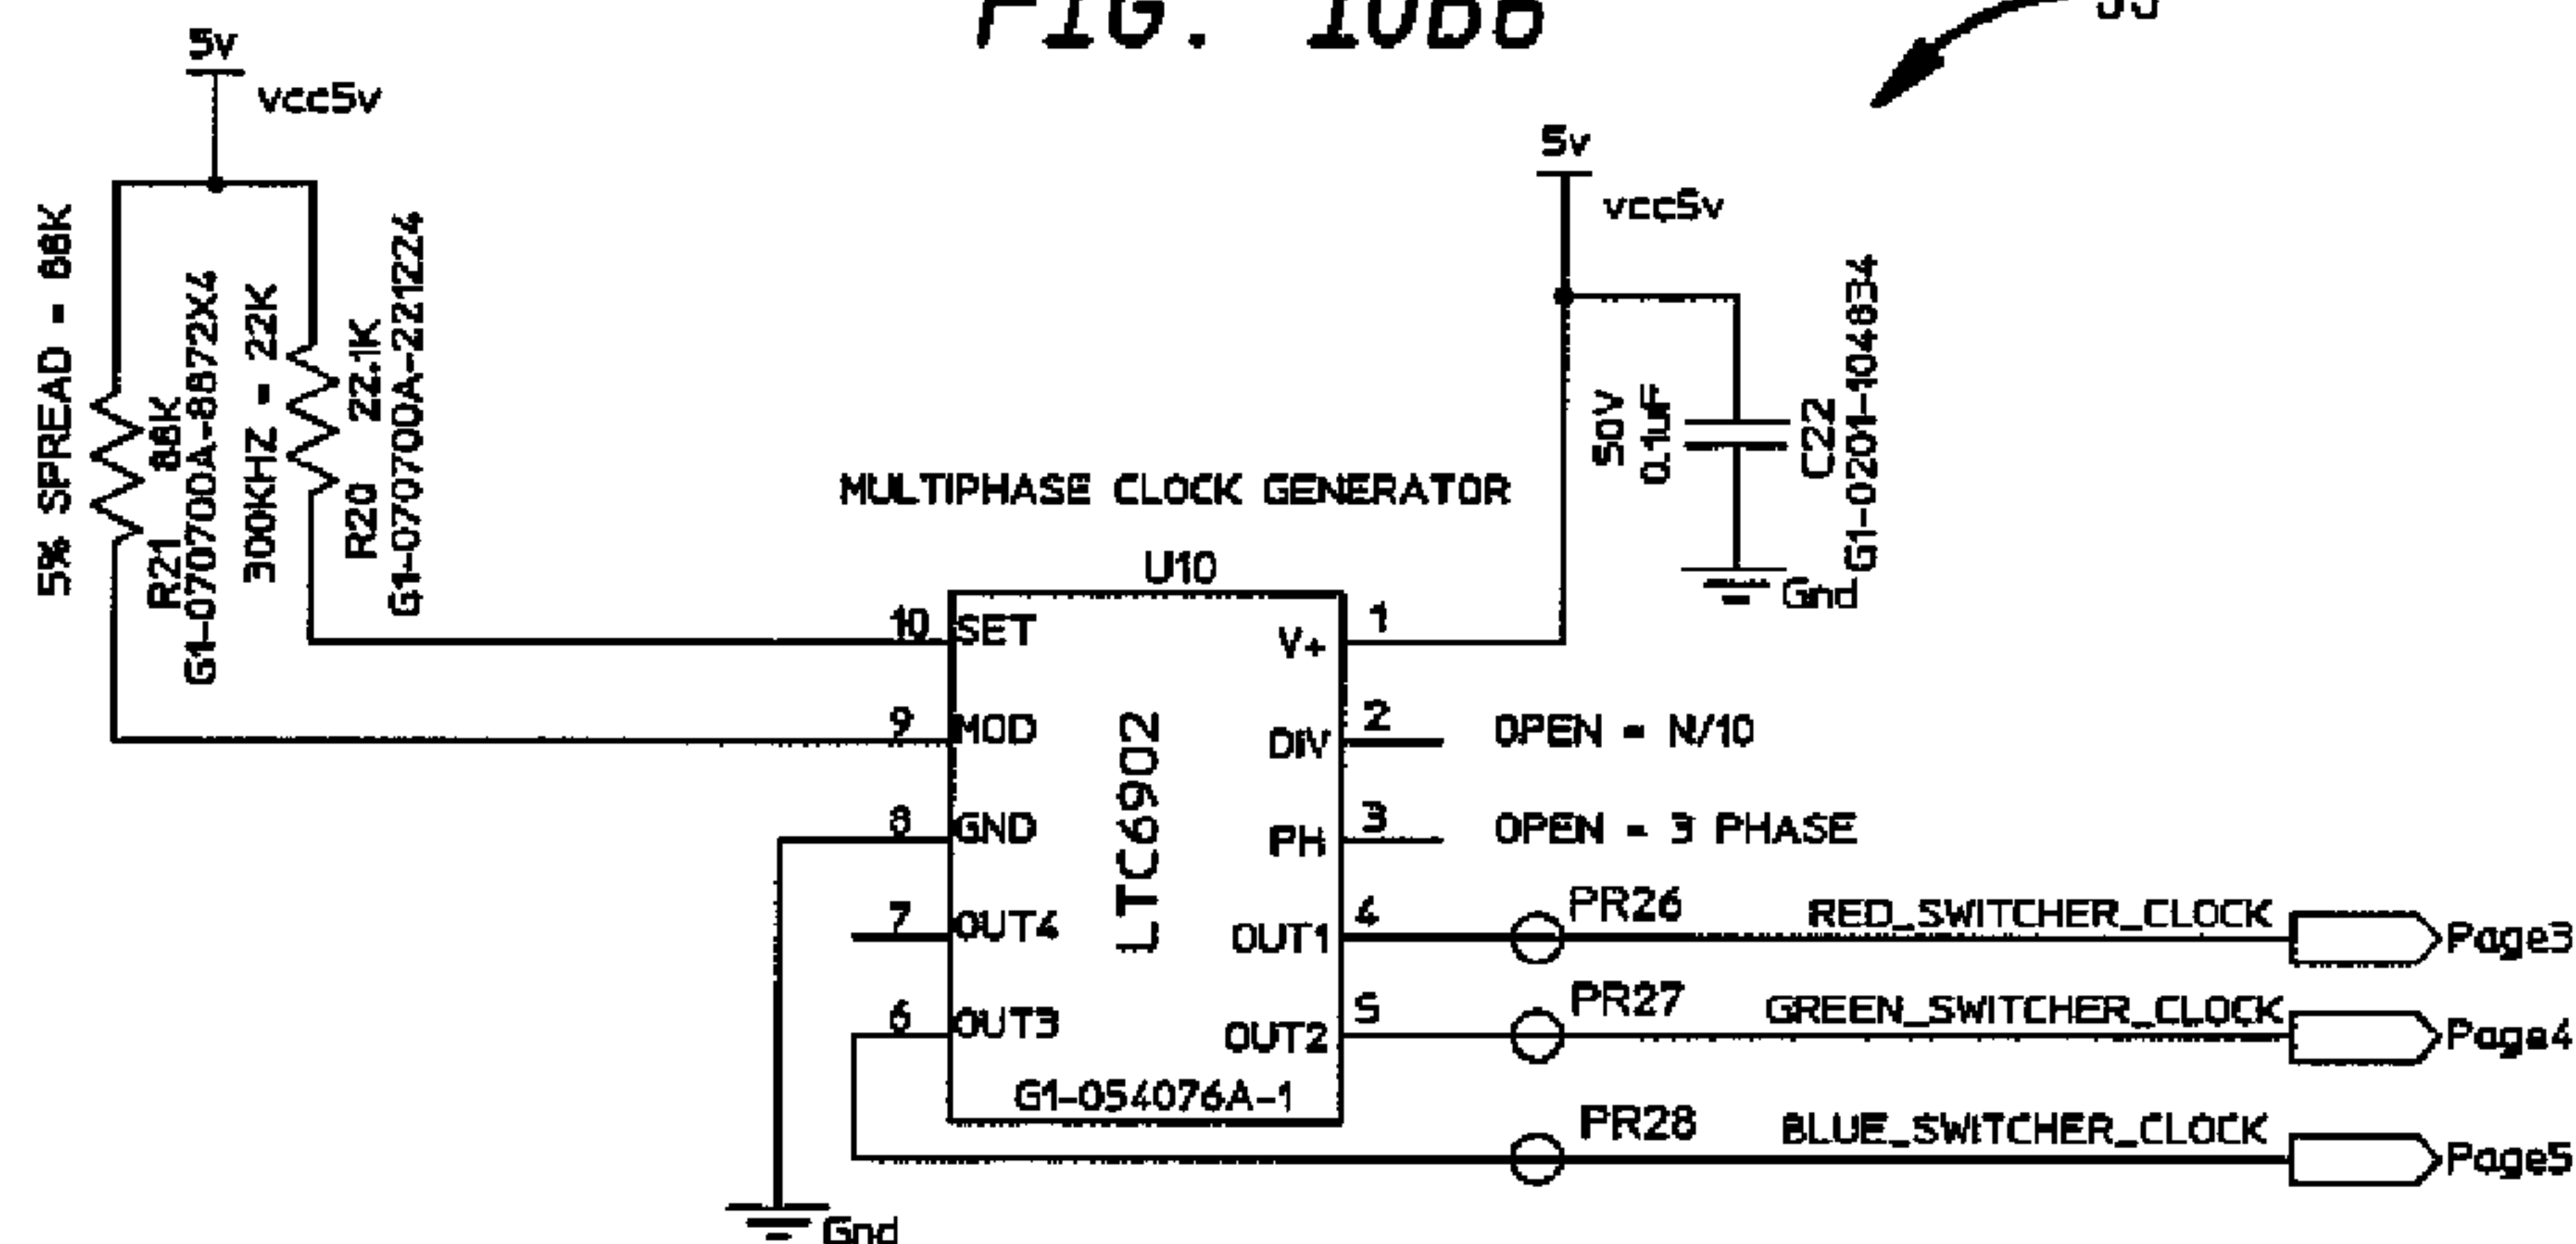 FIG. 10B6
5v
vcc5v
5% SPREAD = 88K
R21 88K
G1-070700A-8872X4
300KHZ = 22K
R20 22.1K
G1-070700A-2212Z4
5v
vcc5v
50V
0.1uF
C22
G1-0201-104834
Gnd
MULTIPHASE CLOCK GENERATOR
U10
LTC6902
G1-054076A-1
10 SET
9 MOD
8 GND
7 OUT4
6 OUT3
V+ 1
DIV 2 OPEN = N/10
PH 3 OPEN = 3 PHASE
OUT1 4 PR26 RED_SWITCHER_CLOCK Page3
OUT2 5 PR27 GREEN_SWITCHER_CLOCK Page4
PR28 BLUE_SWITCHER_CLOCK Page5
Gnd